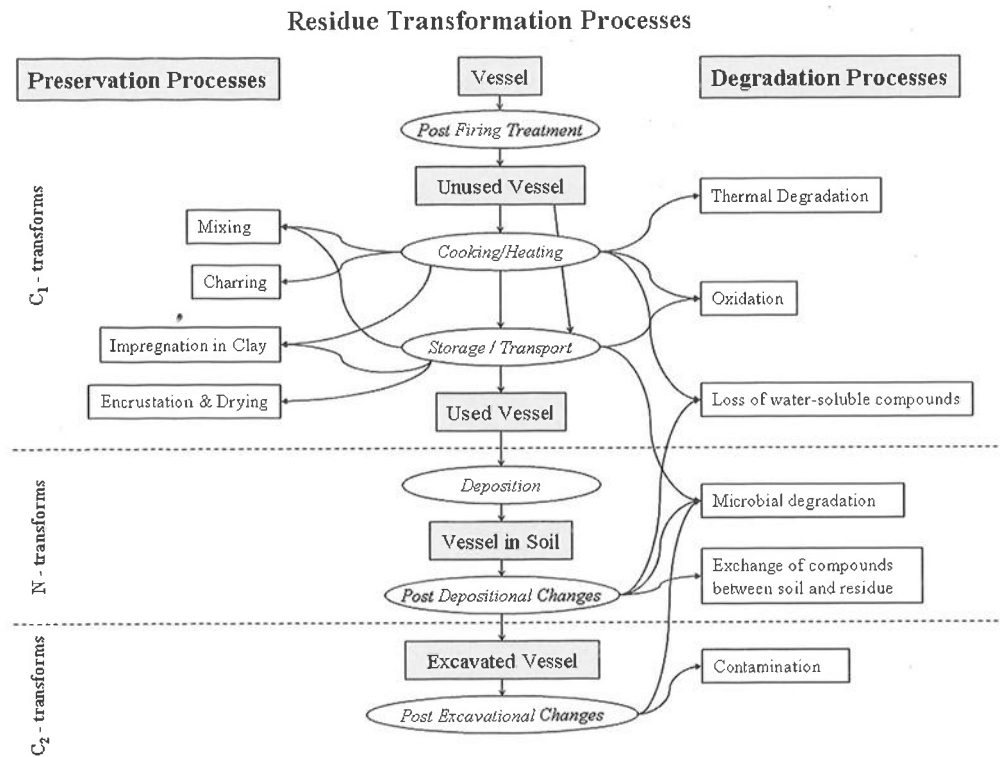 Residue Transformation Processes
Preservation Processes
Vessel
Degradation Processes
Post Firing Treatment
Unused Vessel
Thermal Degradation
Mixing
Cooking/Heating
Charring
Oxidation
C1 - transforms
Impregnation in Clay
Storage / Transport
Encrustation & Drying
Used Vessel
Loss of water-soluble compounds
Deposition
Microbial degradation
Vessel in Soil
N - transforms
Exchange of compounds
between soil and residue
Post Depositional Changes
Excavated Vessel
Contamination
C2 - transforms
Post Excavational Changes